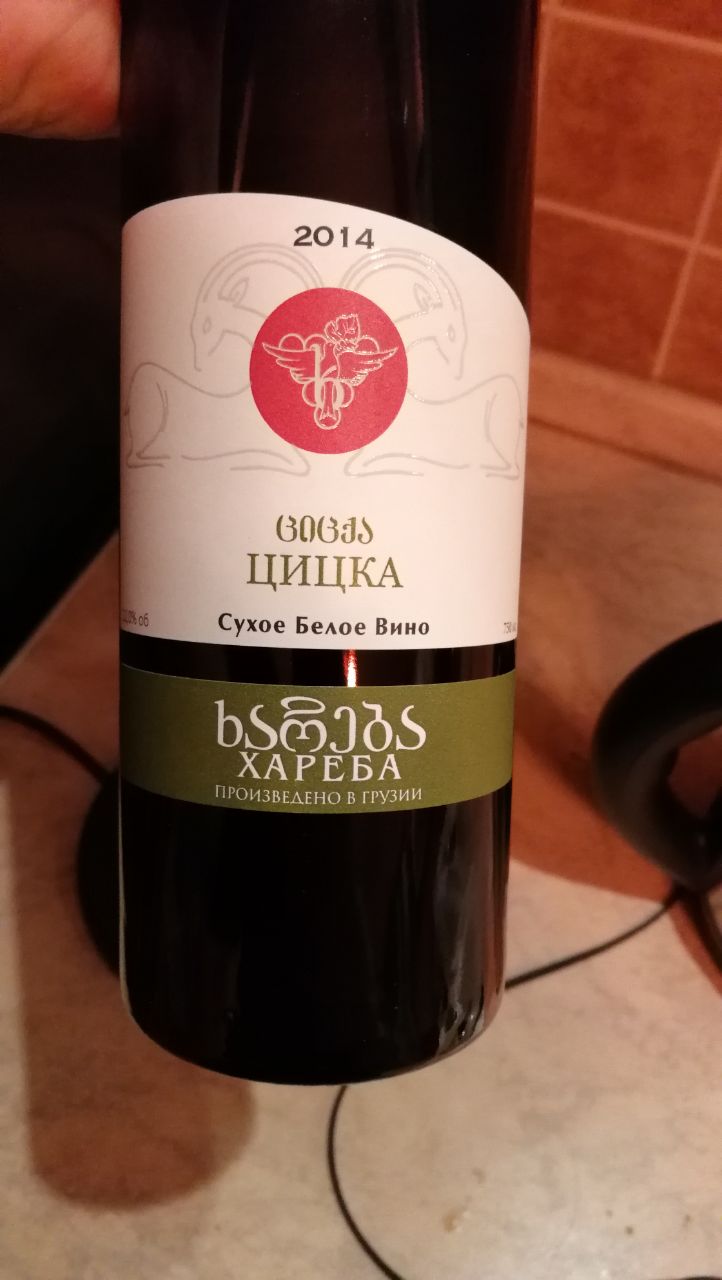 2014
ციცქა
ЦИЦКА
Сухое Белое Вино
ხარება
ХАРЕБА
ПРОИЗВЕДЕНО В ГРУЗИИ